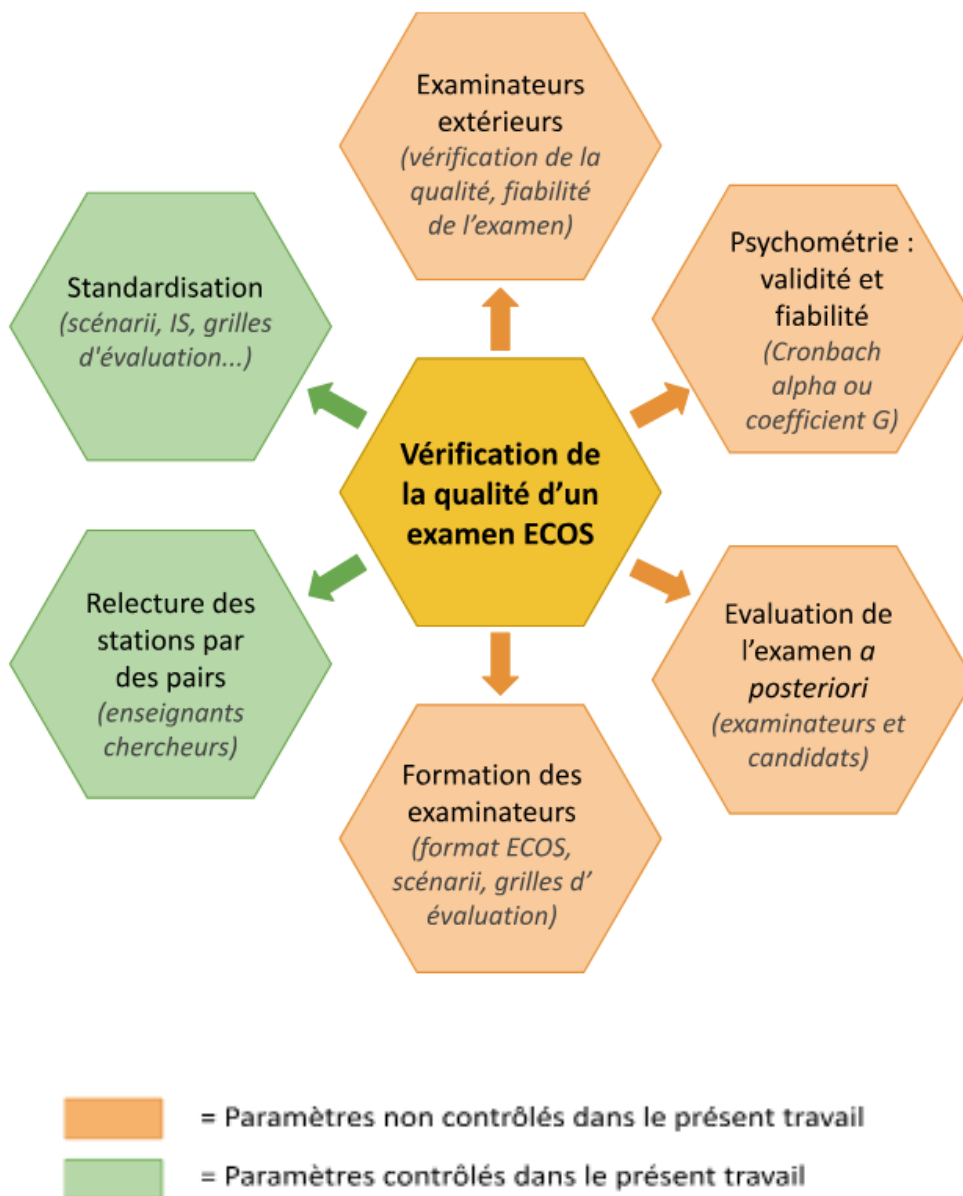 Examinateurs
extérieurs
(vérification de la
qualité, fiabilité
de l'examen)
Standardisation
(scénarii, IS, grilles
d'évaluation...)
Psychométrie :
validité et
fiabilité
(Cronbach
alpha ou
coefficient G)
Vérification de
la qualité d'un
examen ECOS
Relecture des
stations par
des pairs
(enseignants
chercheurs)
Evaluation de
l'examen a
posteriori
(examinateurs et
candidats)
Formation des
examinateurs
(format ECOS,
scénarii, grilles d'
évaluation)
= Paramètres non contrôlés dans le présent travail
= Paramètres contrôlés dans le présent travail